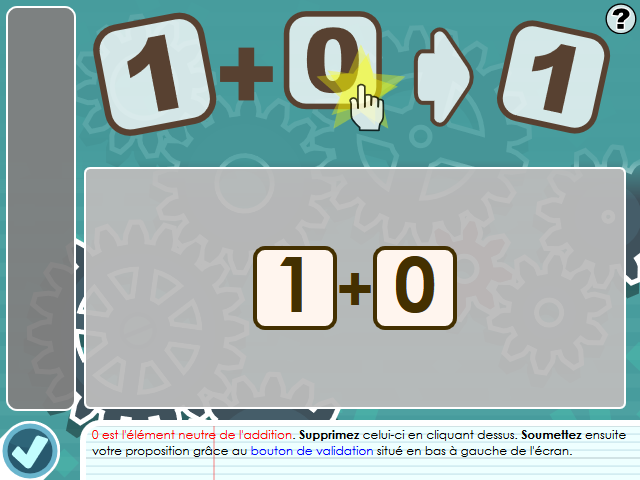 1 + 0 1
?
1+0
0 est l'élément neutre de l'addition. Supprimez celui-ci en cliquant dessus. Soumettez ensuite
votre proposition grâce au bouton de validation situé en bas à gauche de l'écran.